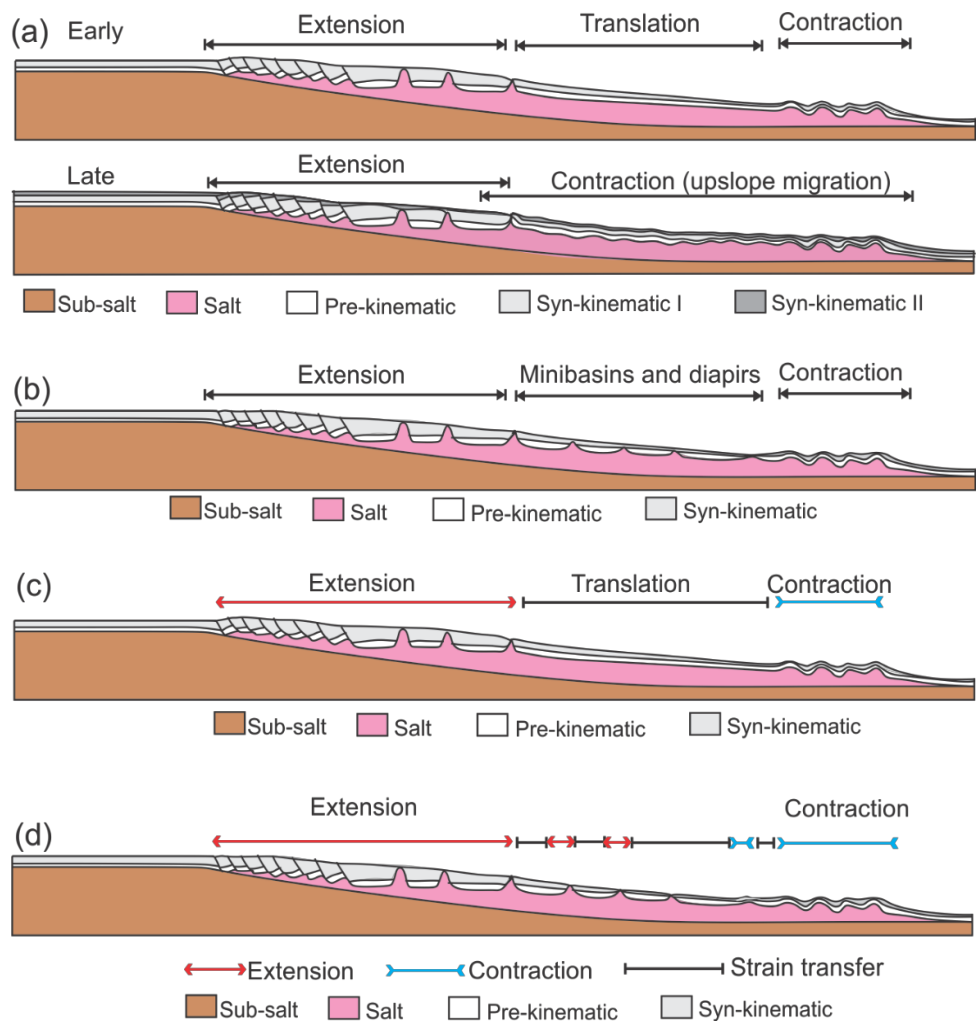 (a) Early Extension Translation Contraction
Late Extension Contraction (upslope migration)
Sub-salt Salt Pre-kinematic Syn-kinematic I Syn-kinematic II
(b) Extension Minibasins and diapirs Contraction
Sub-salt Salt Pre-kinematic Syn-kinematic
(c) Extension Translation Contraction
Sub-salt Salt Pre-kinematic Syn-kinematic
(d) Extension Contraction
Extension Contraction Strain transfer
Sub-salt Salt Pre-kinematic Syn-kinematic